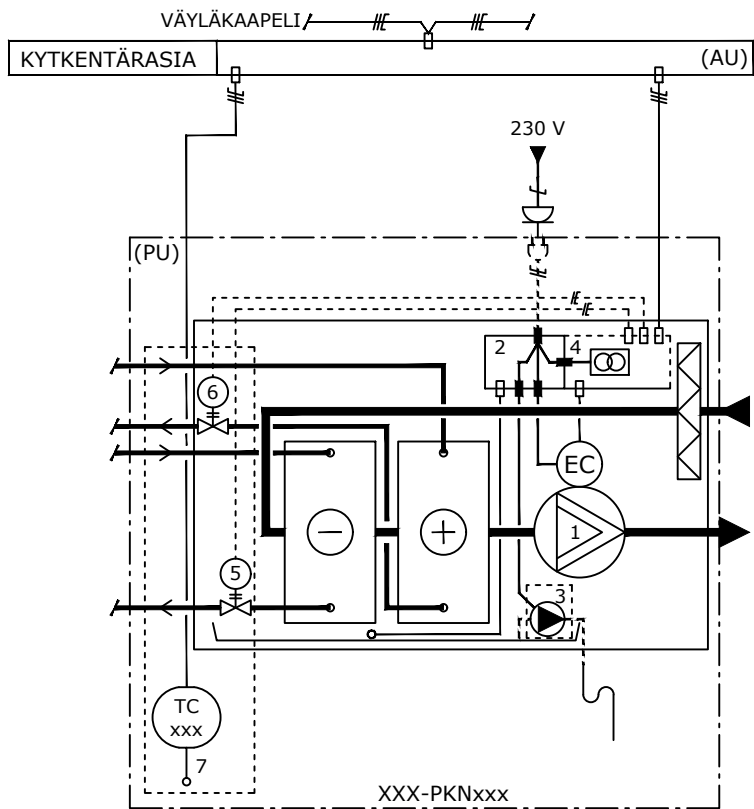 VÄYLÄKAAPELI
KYTKENTÄRASIA
(AU)
230 V
(PU)
2
4
6
EC
1
5
3
TC
xxx
7
XXX-PKNxxx